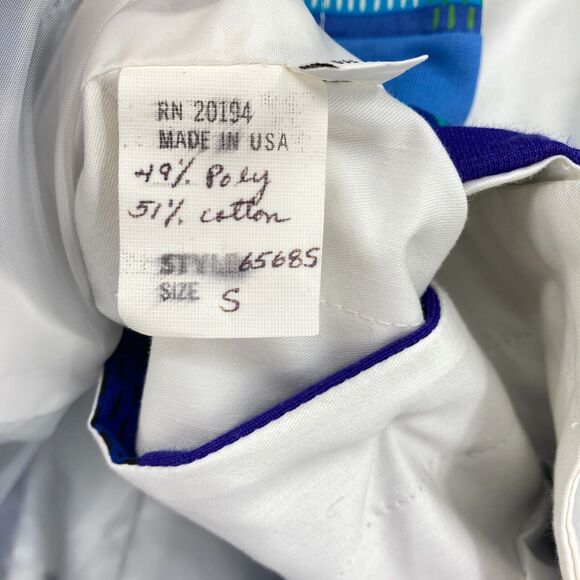 RN 20194
MADE IN USA
49% Poly
51% cotton
STYLE 65685
SIZE S